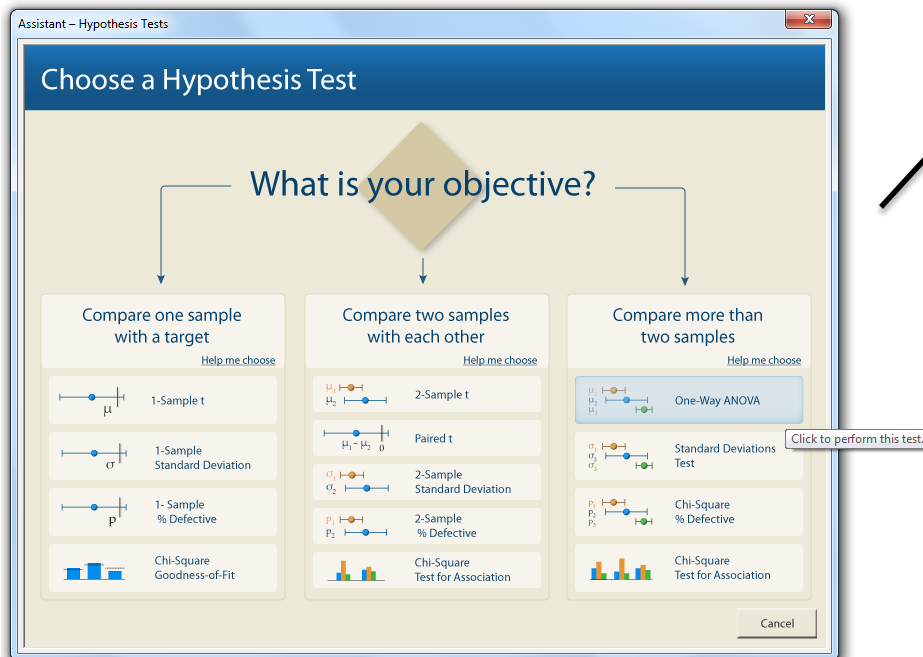 Assistant – Hypothesis Tests
Choose a Hypothesis Test
What is your objective?
Compare one sample
with a target
Help me choose
μ
1-Sample t
σ
1-Sample
Standard Deviation
p
1- Sample
% Defective
Chi-Square
Goodness-of-Fit
Compare two samples
with each other
Help me choose
μ₁
μ₂
2-Sample t
μ₁- μ₂ 0
Paired t
σ₁
σ₂
2-Sample
Standard Deviation
p₁
p₂
2-Sample
% Defective
Chi-Square
Test for Association
Compare more than
two samples
Help me choose
μ₁
μ₂
μ₃
One-Way ANOVA
Click to perform this test.
σ₁
σ₂
σ₃
Standard Deviations
Test
p₁
p₂
p₃
Chi-Square
% Defective
Chi-Square
Test for Association
Cancel